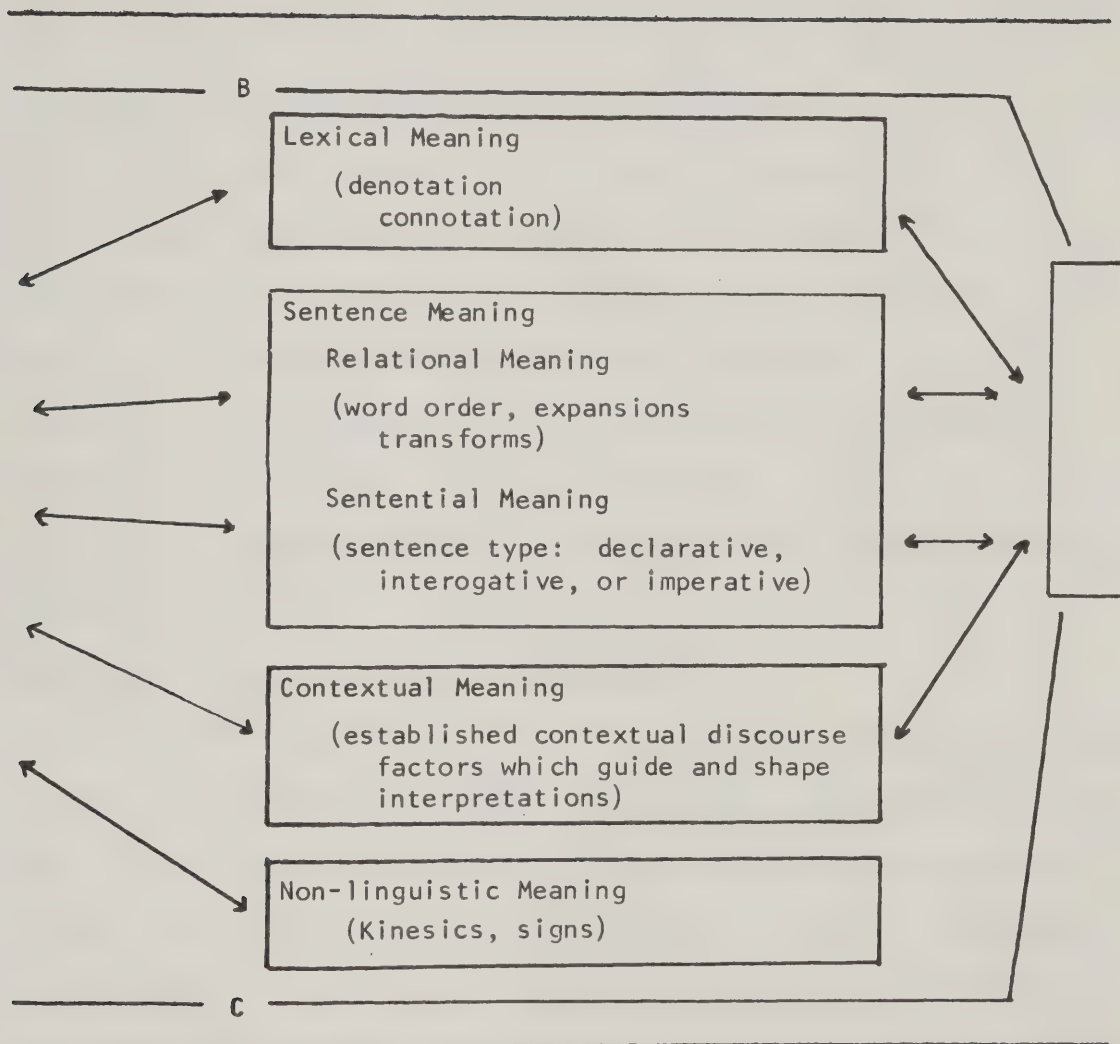 B
Lexical Meaning
(denotation
connotation)
Sentence Meaning
Relational Meaning
(word order, expansions
transforms)
Sentential Meaning
(sentence type: declarative,
interogative, or imperative)
Contextual Meaning
(established contextual discourse
factors which guide and shape
interpretations)
Non-linguistic Meaning
(Kinesics, signs)
C